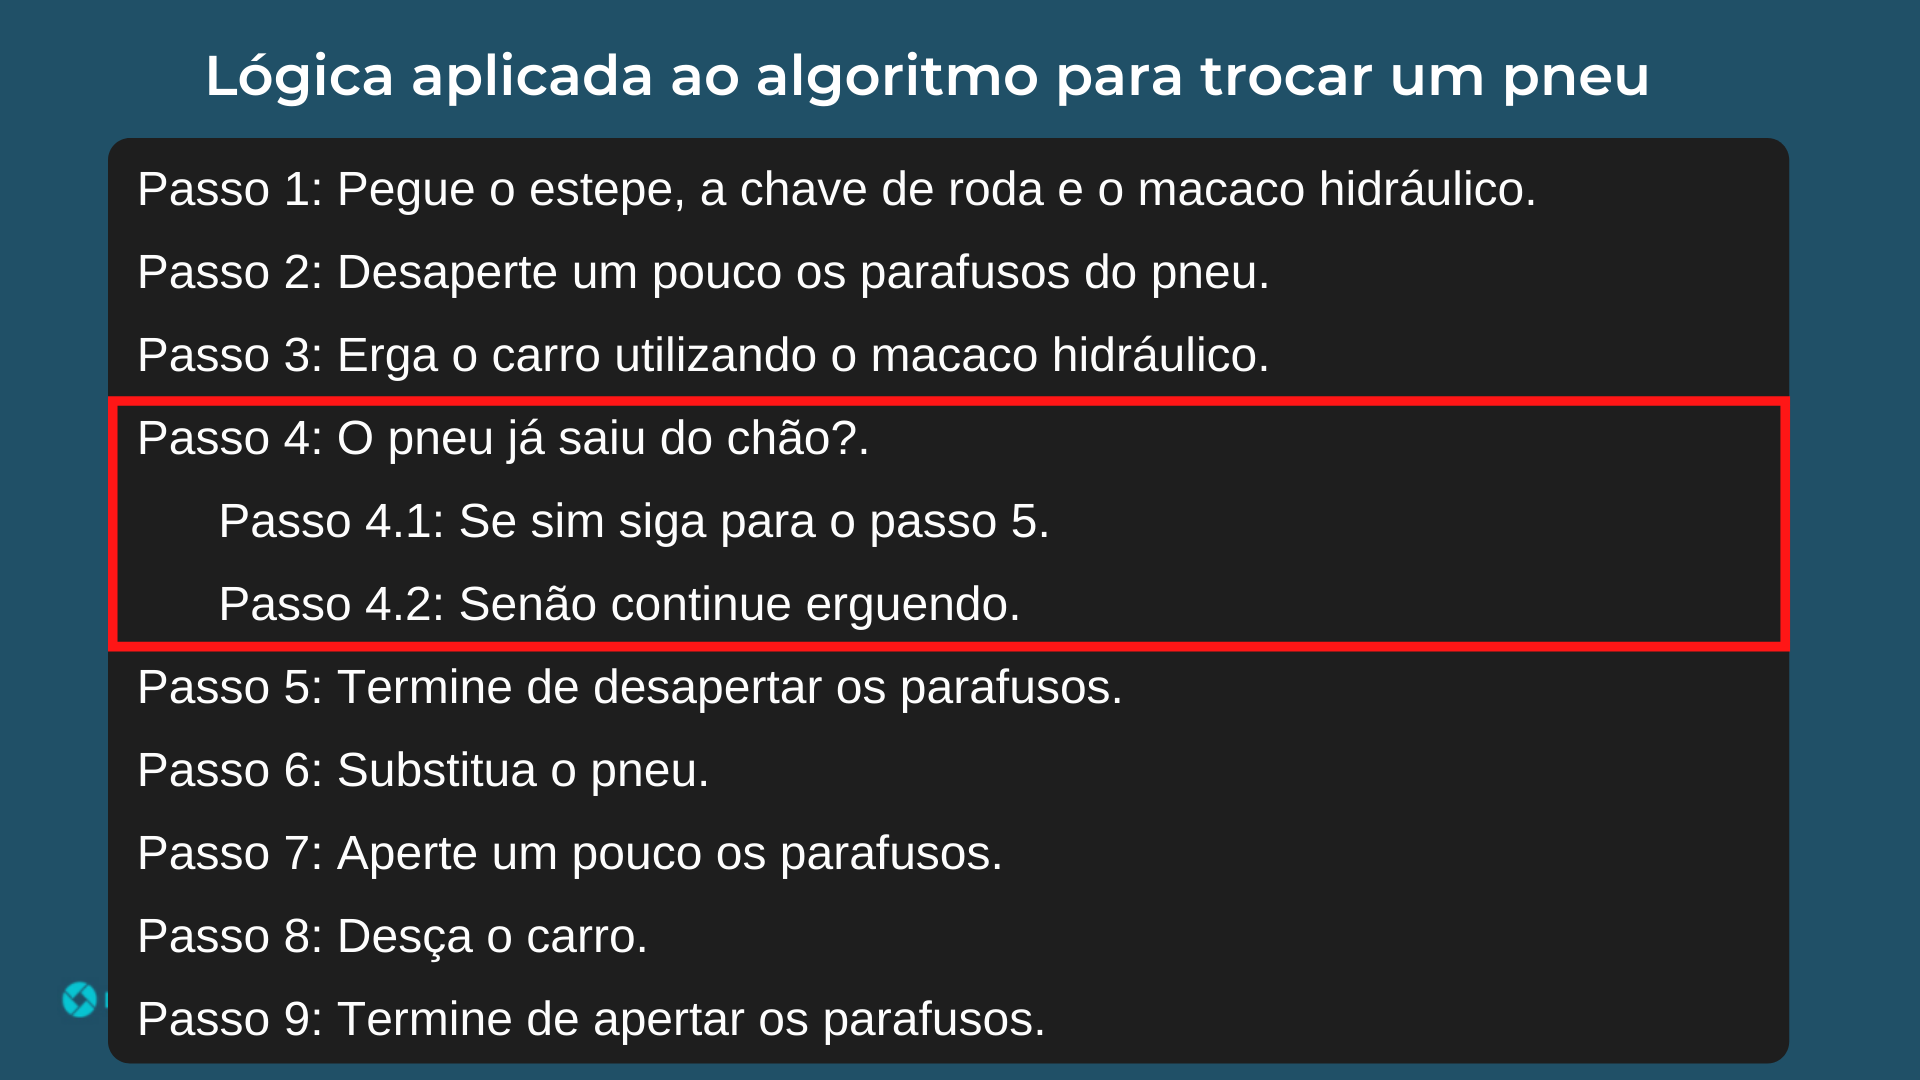 Lógica aplicada ao algoritmo para trocar um pneu
Passo 1: Pegue o estepe, a chave de roda e o macaco hidráulico.
Passo 2: Desaperte um pouco os parafusos do pneu.
Passo 3: Erga o carro utilizando o macaco hidráulico.
Passo 4: O pneu já saiu do chão?.
Passo 4.1: Se sim siga para o passo 5.
Passo 4.2: Senão continue erguendo.
Passo 5: Termine de desapertar os parafusos.
Passo 6: Substitua o pneu.
Passo 7: Aperte um pouco os parafusos.
Passo 8: Desça o carro.
Passo 9: Termine de apertar os parafusos.